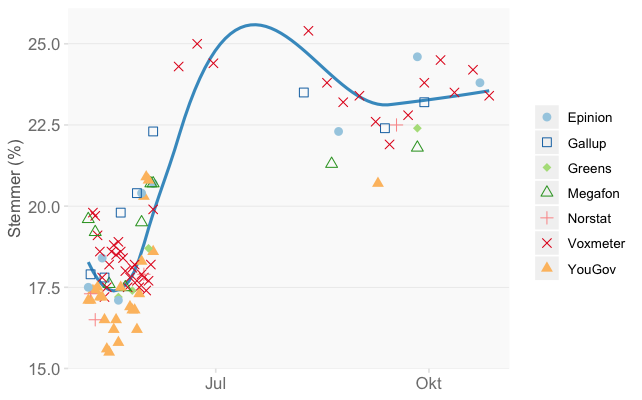 25.0
22.5
20.0
17.5
15.0
Stemmer (%)
Jul
Okt
Epinion
Gallup
Greens
Megafon
Norstat
Voxmeter
YouGov